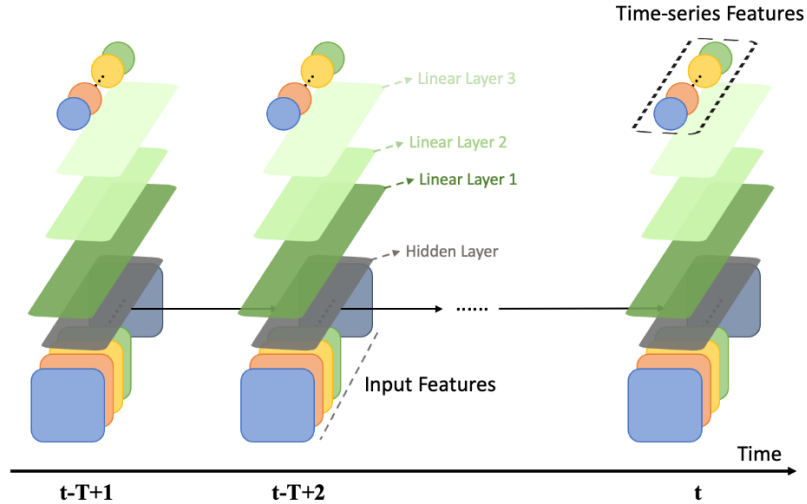 Time-series Features
Linear Layer 3
Linear Layer 2
Linear Layer 1
Hidden Layer
......
Input Features
Time
t-T+1
t-T+2
t